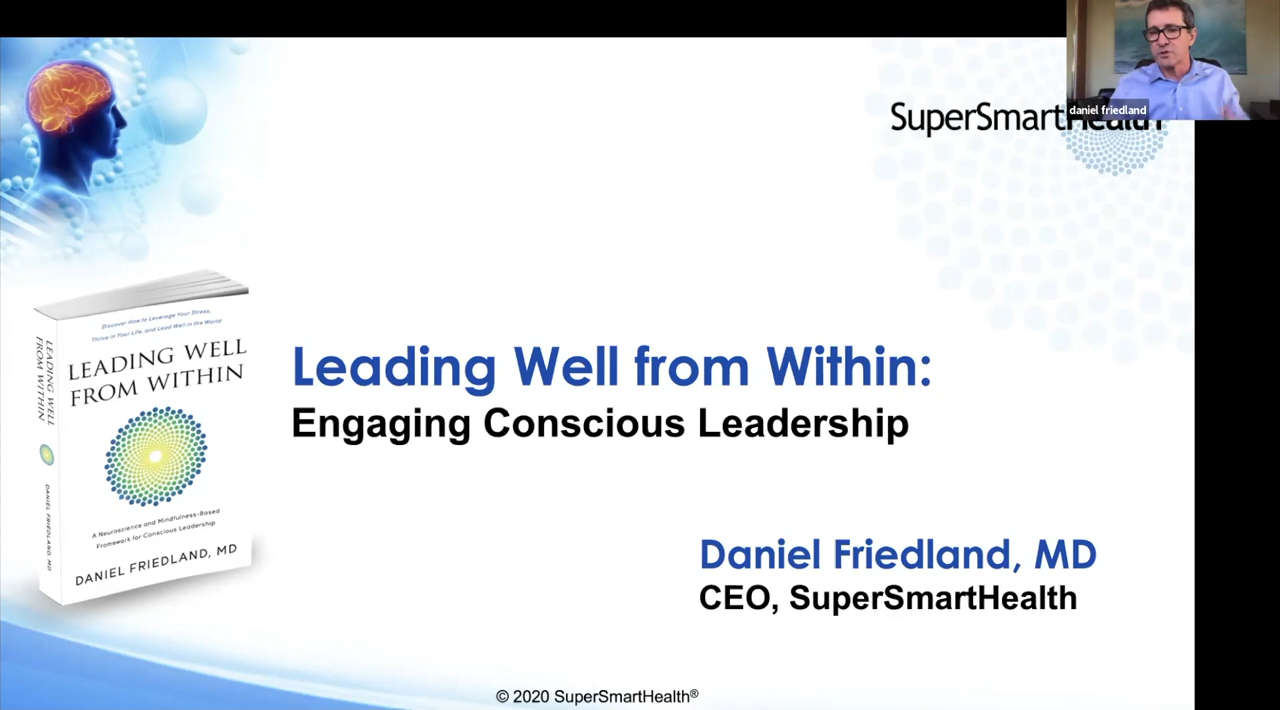 daniel friedland
SuperSmartHealth
Discover How to Leverage Your Stress,
Thrive in Your Life, and Lead Well in the World
LEADING WELL
FROM WITHIN
LEADING WELL
FROM WITHIN
DANIEL FRIEDLAND, MD
A Neuroscience and Mindfulness-Based
Framework for Conscious Leadership
DANIEL FRIEDLAND, MD
Leading Well from Within:
Engaging Conscious Leadership
Daniel Friedland, MD
CEO, SuperSmartHealth
© 2020 SuperSmartHealth®